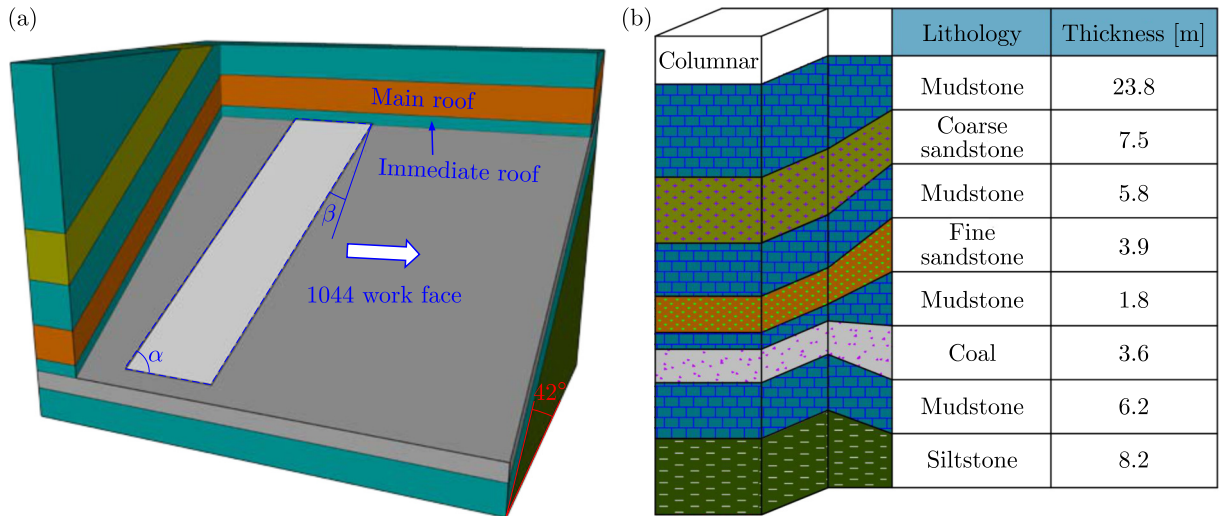 (a)
Main roof
Immediate roof
β
1044 work face
α
42°
(b)
Columnar
Lithology Thickness [m]
Mudstone 23.8
Coarse
sandstone 7.5
Mudstone 5.8
Fine
sandstone 3.9
Mudstone 1.8
Coal 3.6
Mudstone 6.2
Siltstone 8.2